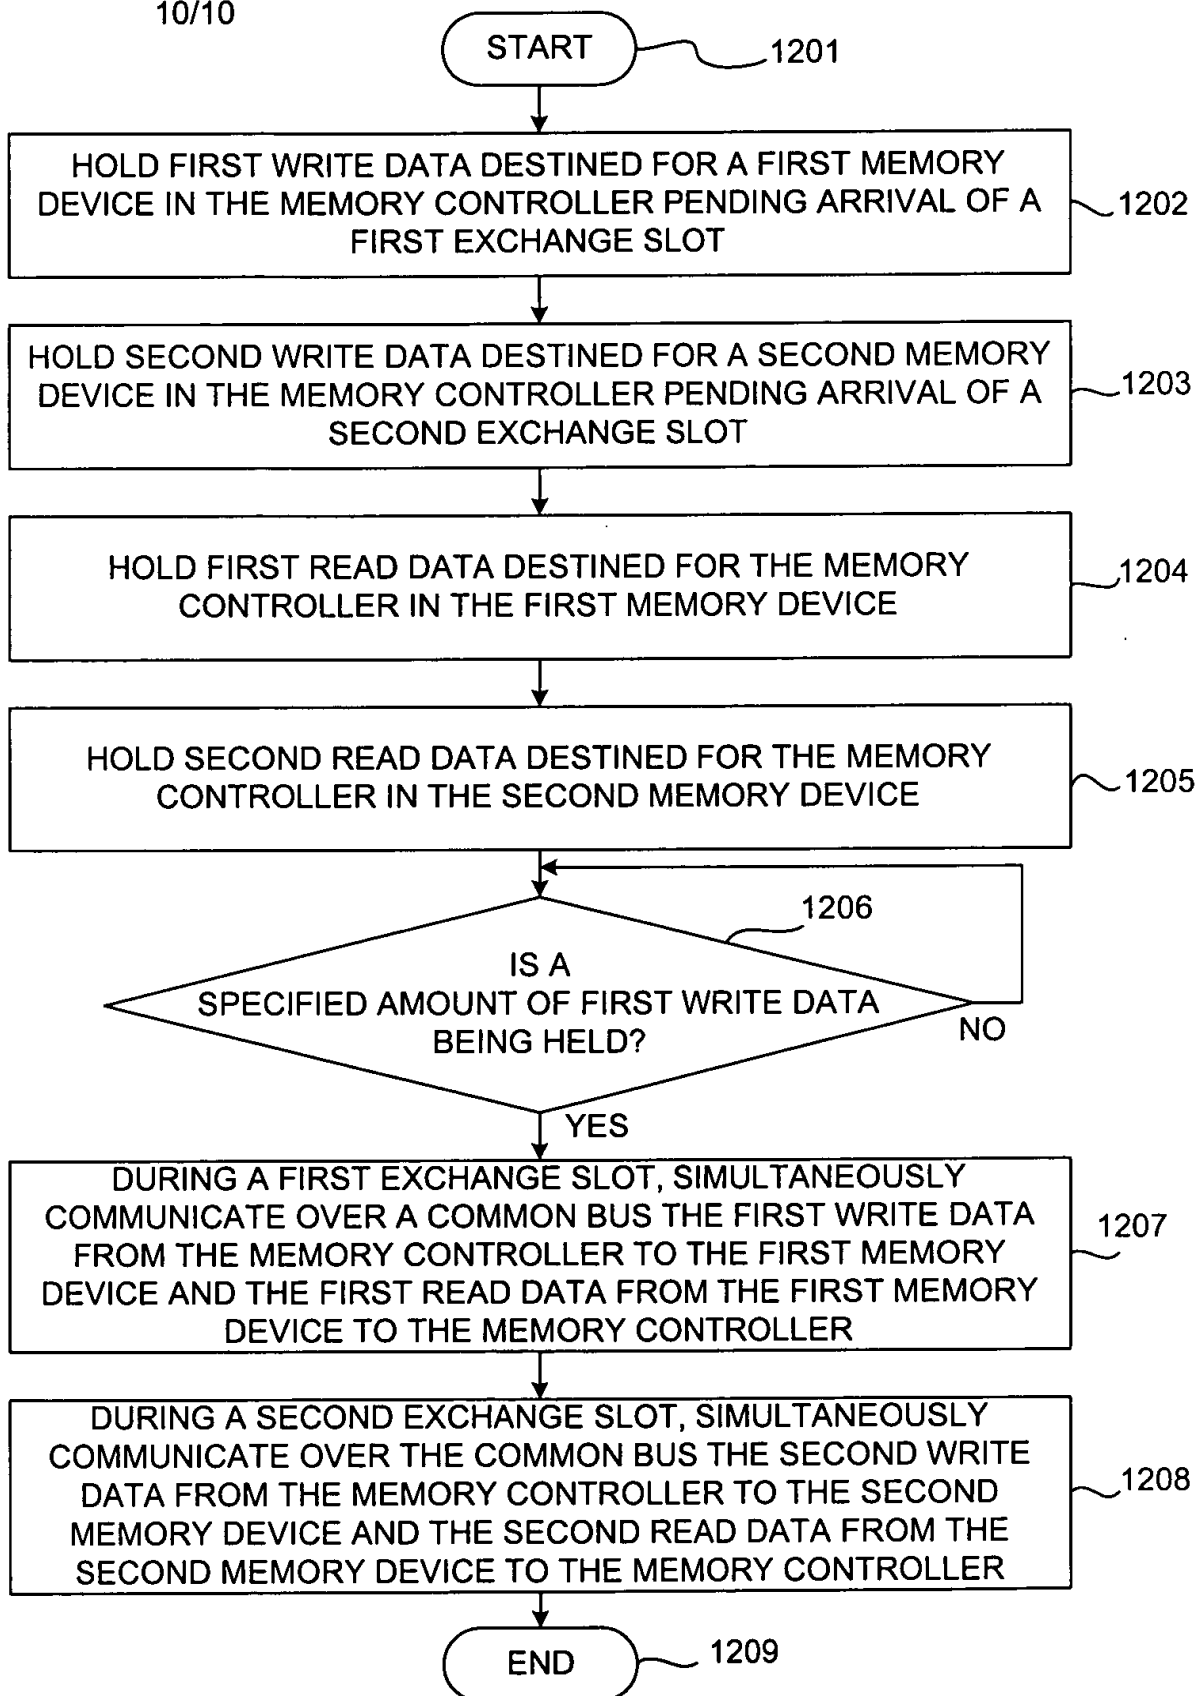 10/10
START
1201
HOLD FIRST WRITE DATA DESTINED FOR A FIRST MEMORY
DEVICE IN THE MEMORY CONTROLLER PENDING ARRIVAL OF A
FIRST EXCHANGE SLOT
1202
HOLD SECOND WRITE DATA DESTINED FOR A SECOND MEMORY
DEVICE IN THE MEMORY CONTROLLER PENDING ARRIVAL OF A
SECOND EXCHANGE SLOT
1203
HOLD FIRST READ DATA DESTINED FOR THE MEMORY
CONTROLLER IN THE FIRST MEMORY DEVICE
1204
HOLD SECOND READ DATA DESTINED FOR THE MEMORY
CONTROLLER IN THE SECOND MEMORY DEVICE
1205
1206
IS A
SPECIFIED AMOUNT OF FIRST WRITE DATA
BEING HELD?
NO
YES
DURING A FIRST EXCHANGE SLOT, SIMULTANEOUSLY
COMMUNICATE OVER A COMMON BUS THE FIRST WRITE DATA
FROM THE MEMORY CONTROLLER TO THE FIRST MEMORY
DEVICE AND THE FIRST READ DATA FROM THE FIRST MEMORY
DEVICE TO THE MEMORY CONTROLLER
1207
DURING A SECOND EXCHANGE SLOT, SIMULTANEOUSLY
COMMUNICATE OVER THE COMMON BUS THE SECOND WRITE
DATA FROM THE MEMORY CONTROLLER TO THE SECOND
MEMORY DEVICE AND THE SECOND READ DATA FROM THE
SECOND MEMORY DEVICE TO THE MEMORY CONTROLLER
1208
END
1209